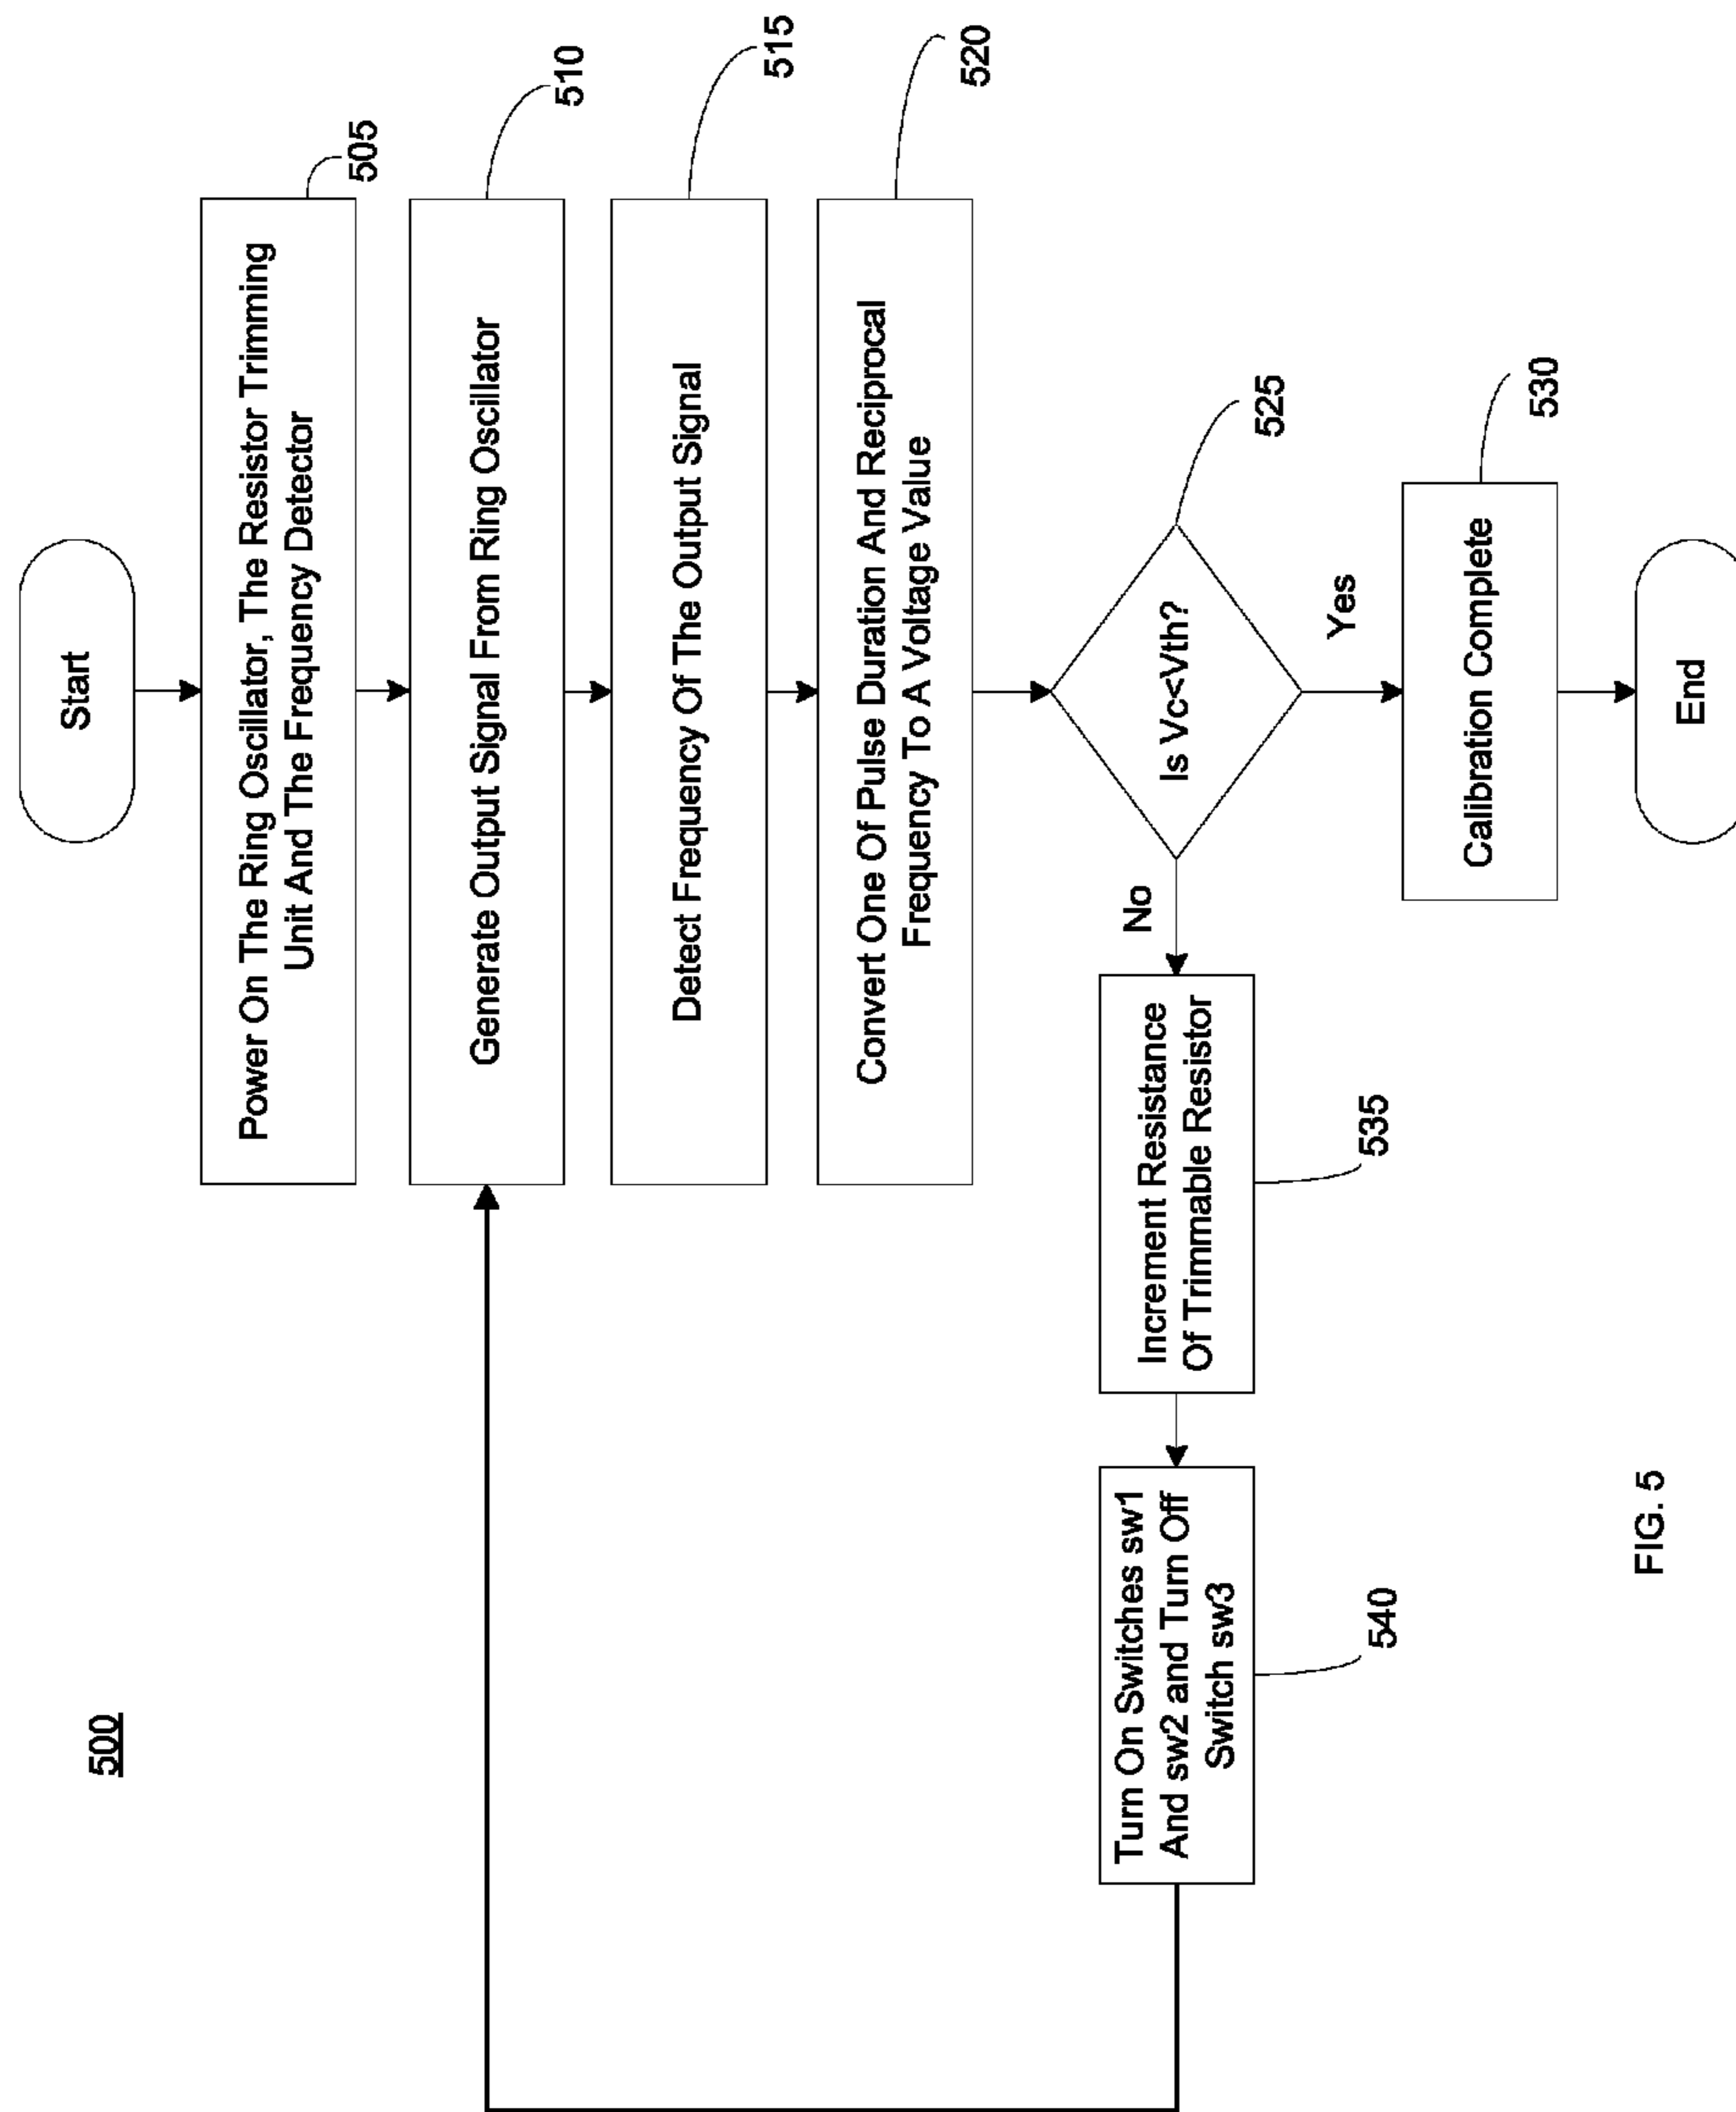 500
Start
Power On The Ring Oscillator, The Resistor Trimming
Unit And The Frequency Detector
505
Generate Output Signal From Ring Oscillator
510
Detect Frequency Of The Output Signal
515
Convert One Of Pulse Duration And Reciprocal
Frequency To A Voltage Value
520
Is Vc<Vth?
525
No
Yes
Increment Resistance
Of Trimmable Resistor
535
Turn On Switches sw1
And sw2 and Turn Off
Switch sw3
540
Calibration Complete
530
End
FIG. 5